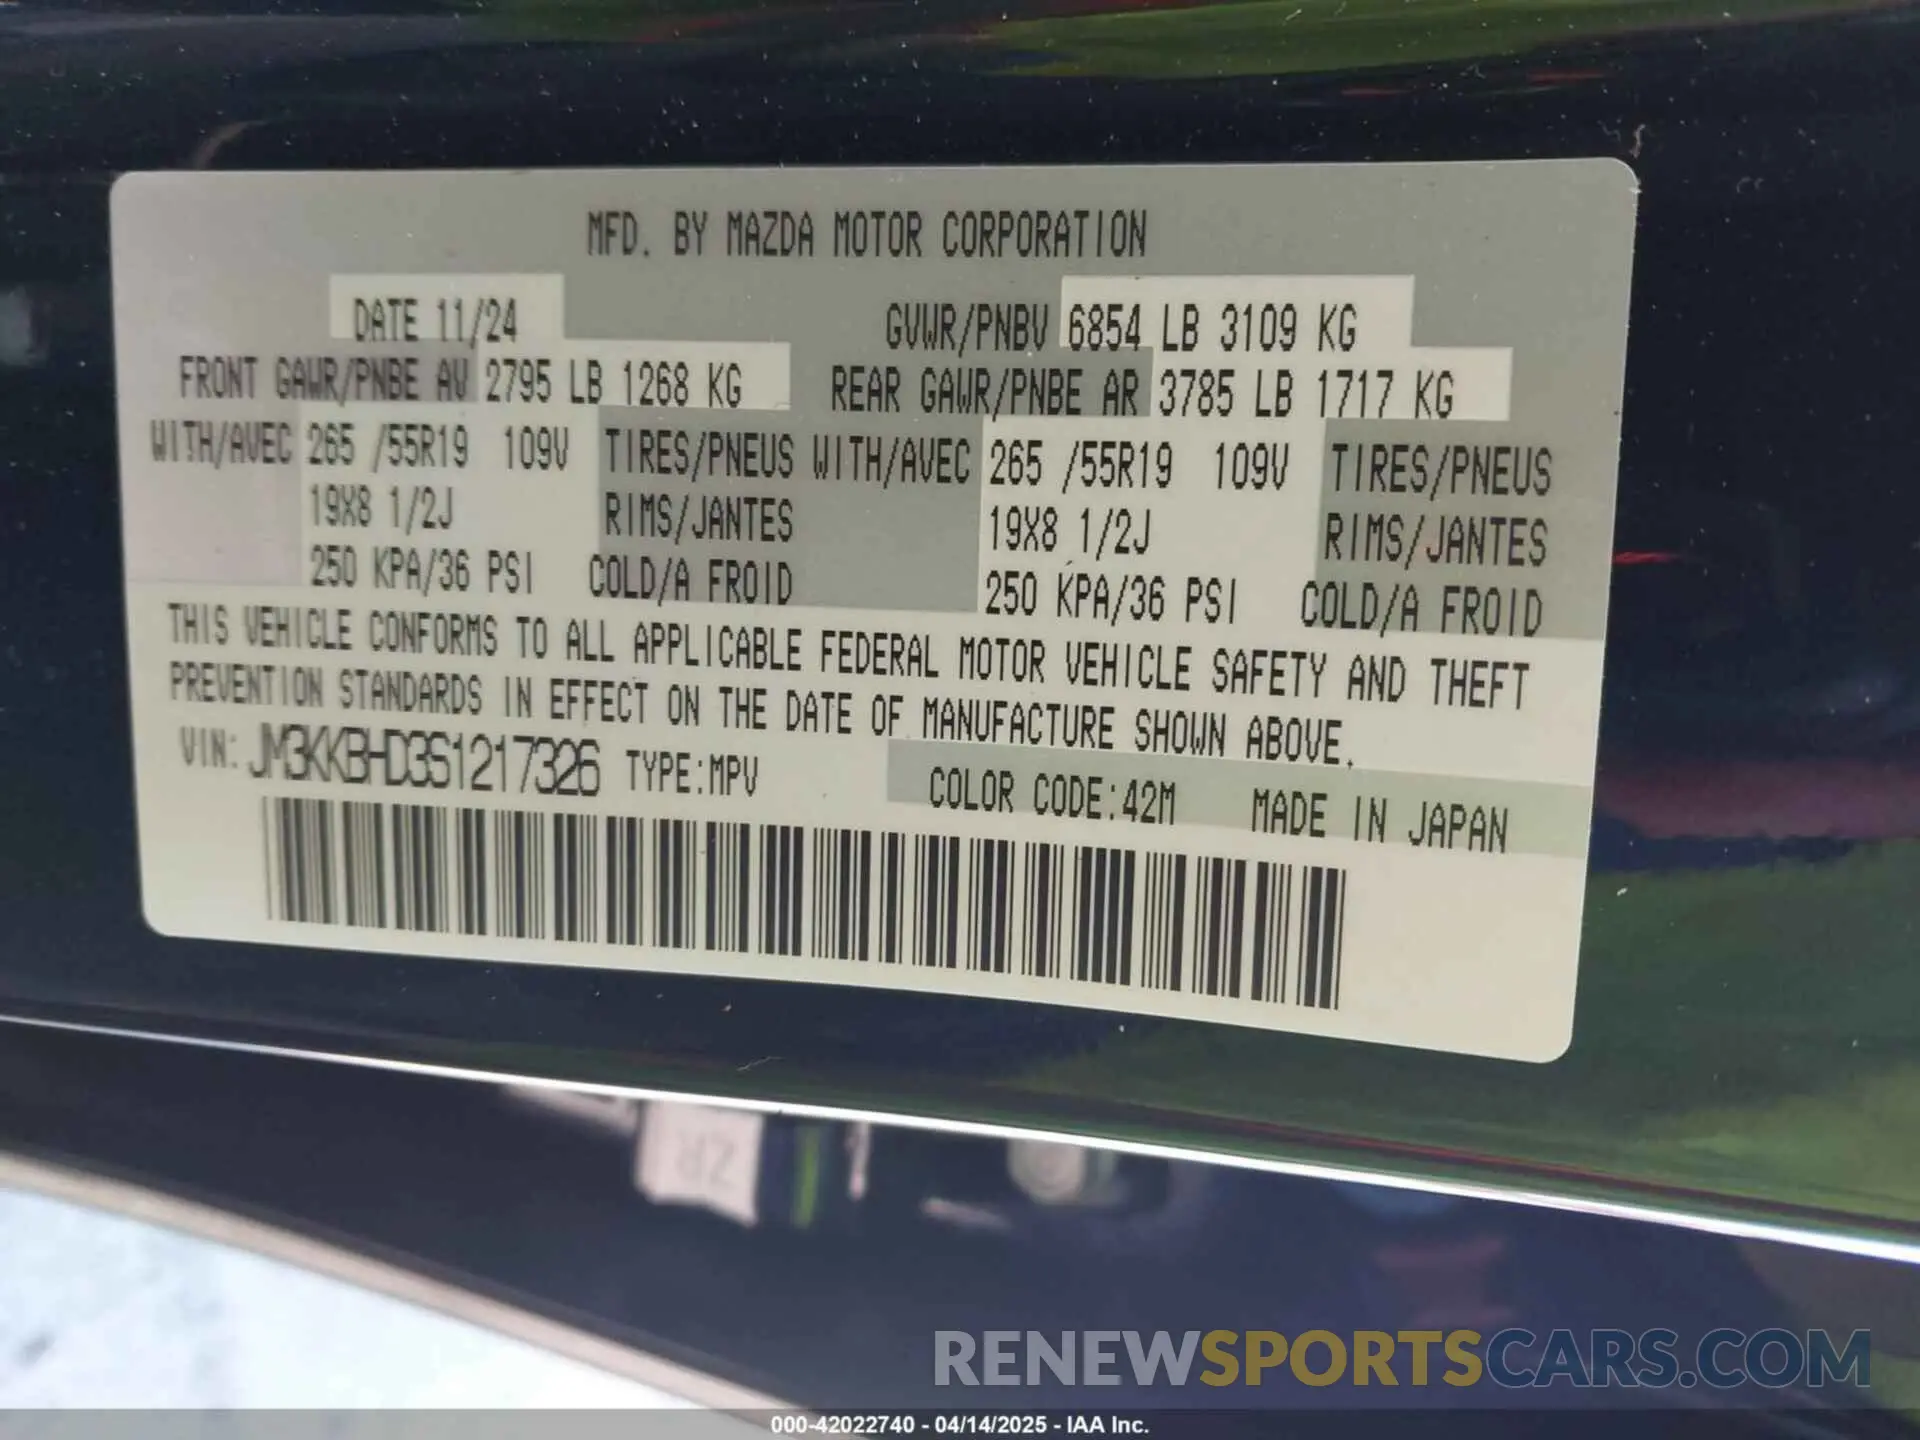 MFD. BY MAZDA MOTOR CORPORATION
DATE 11/24 GVWR/PNBV 6854 LB 3109 KG
FRONT GAWR/PNBE AV 2795 LB 1268 KG REAR GAWR/PNBE AR 3785 LB 1717 KG
WITH/AVEC 265 /55R19 109V TIRES/PNEUS WITH/AVEC 265 /55R19 109V TIRES/PNEUS
19X8 1/2J RIMS/JANTES 19X8 1/2J RIMS/JANTES
250 KPA/36 PSI COLD/A FROID 250 KPA/36 PSI COLD/A FROID
THIS VEHICLE CONFORMS TO ALL APPLICABLE FEDERAL MOTOR VEHICLE SAFETY AND THEFT
PREVENTION STANDARDS IN EFFECT ON THE DATE OF MANUFACTURE SHOWN ABOVE.
VIN: JM3KKBHD3S1217326 TYPE:MPV COLOR CODE:42M MADE IN JAPAN
RENEWSPORTSCARS.COM
000-42022740 - 04/14/2025 - IAA Inc.